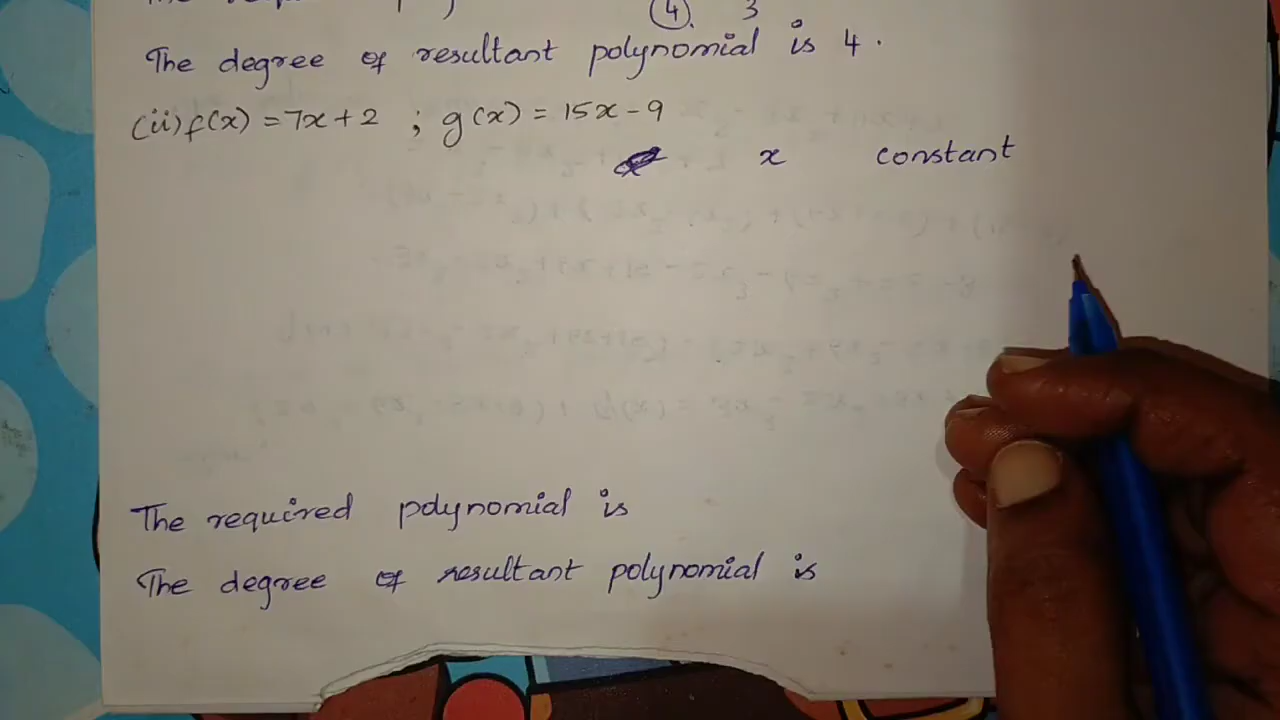 4 3
The degree of resultant polynomial is 4.
(ii) f(x) = 7x + 2 ; g(x) = 15x - 9
x constant
The required polynomial is
The degree of resultant polynomial is